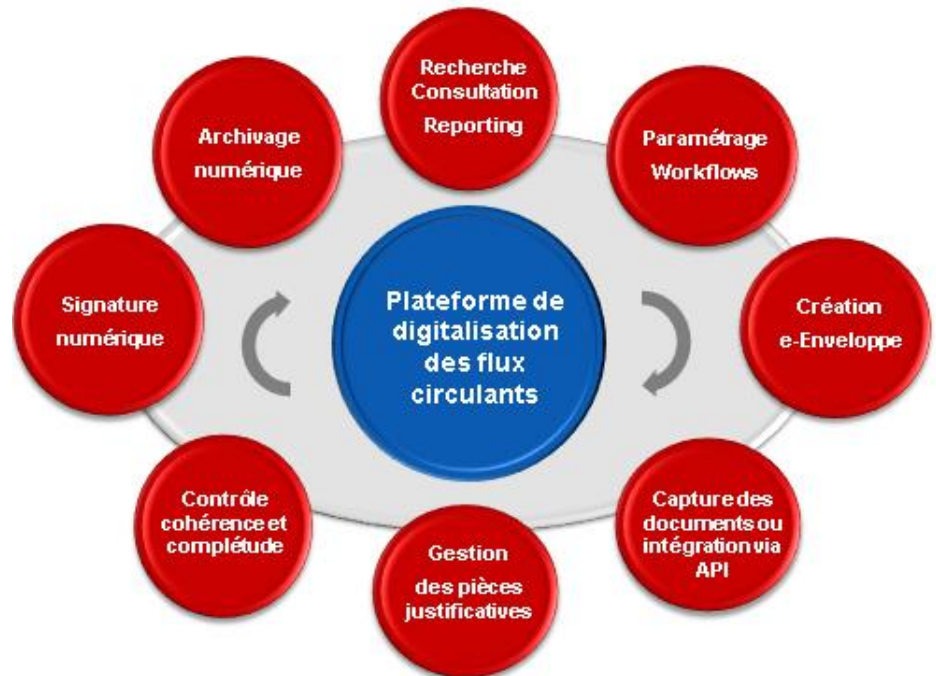 Recherche
Consultation
Reporting
Archivage
numérique
Paramétrage
Workflows
Signature
numérique
Plateforme de
digitalisation
des flux
circulants
Création
e-Enveloppe
Contrôle
cohérence et
complétude
Capture des
documents ou
intégration via
API
Gestion
des pièces
justificatives